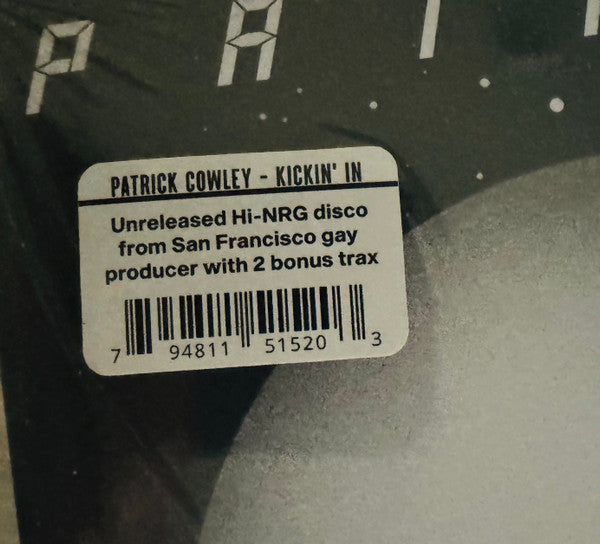 PATR
PATRICK COWLEY - KICKIN' IN
Unreleased Hi-NRG disco
from San Francisco gay
producer with 2 bonus trax
7 94811 51520 3